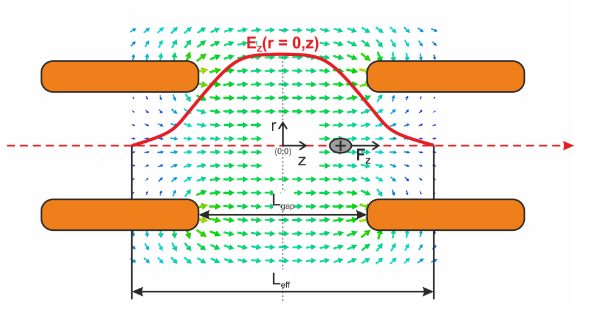 E_z(r = 0,z)
r
(0;0)
z
F_z
L_gap
L_eff